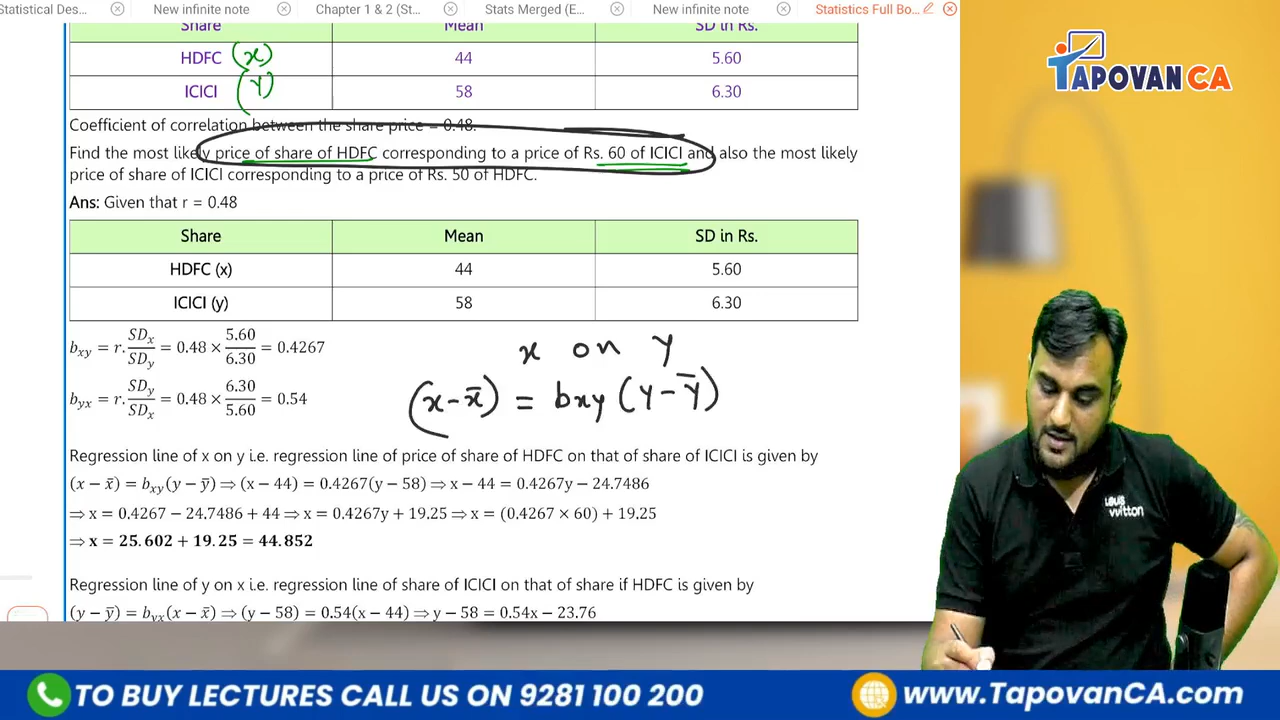 Statistical Des...
New infinite note
Chapter 1 & 2 (St...
Stats Merged (E...
New infinite note
Statistics Full Bo...
Share Mean SD in Rs.
HDFC (x) 44 5.60
ICICI (Y) 58 6.30
Coefficient of correlation between the share price = 0.48.
Find the most likely price of share of HDFC corresponding to a price of Rs. 60 of ICICI and also the most likely
price of share of ICICI corresponding to a price of Rs. 50 of HDFC.
Ans: Given that r = 0.48
Share Mean SD in Rs.
HDFC (x) 44 5.60
ICICI (y) 58 6.30
b_xy = r. SD_x/SD_y = 0.48 × 5.60/6.30 = 0.4267
b_yx = r. SD_y/SD_x = 0.48 × 6.30/5.60 = 0.54
x on Y
(x-x̄) = bxy (Y-Ȳ)
Regression line of x on y i.e. regression line of price of share of HDFC on that of share of ICICI is given by
(x − x̄) = b_xy(y − ȳ) ⇒ (x − 44) = 0.4267(y − 58) ⇒ x − 44 = 0.4267y − 24.7486
⇒ x = 0.4267 − 24.7486 + 44 ⇒ x = 0.4267y + 19.25 ⇒ x = (0.4267 × 60) + 19.25
⇒ x = 25.602 + 19.25 = 44.852
Regression line of y on x i.e. regression line of share of ICICI on that of share if HDFC is given by
(y − ȳ) = b_yx(x − x̄) ⇒ (y − 58) = 0.54(x − 44) ⇒ y − 58 = 0.54x − 23.76
TAPOVAN CA
Louis
Vuitton
TO BUY LECTURES CALL US ON 9281 100 200
www.TapovanCA.com